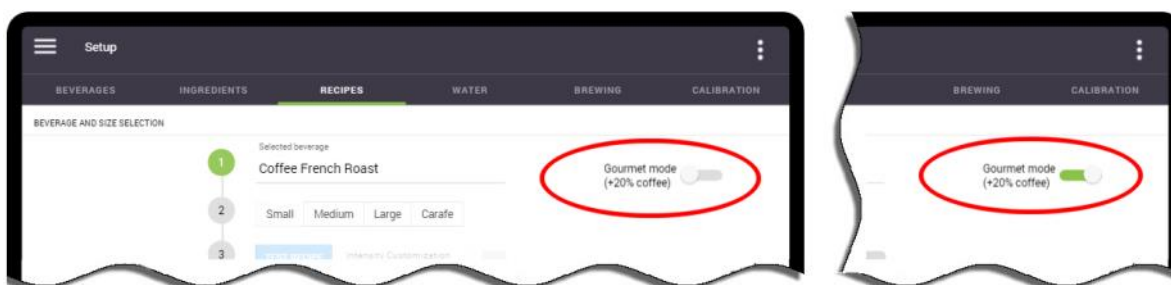 Setup
BEVERAGES INGREDIENTS RECIPES WATER BREWING CALIBRATION
BEVERAGE AND SIZE SELECTION
1
Selected beverage
Coffee French Roast
Gourmet mode
(+20% coffee)
2
Small Medium Large Carafe
3
Intensity Customization
BREWING CALIBRATION
Gourmet mode
(+20% coffee)